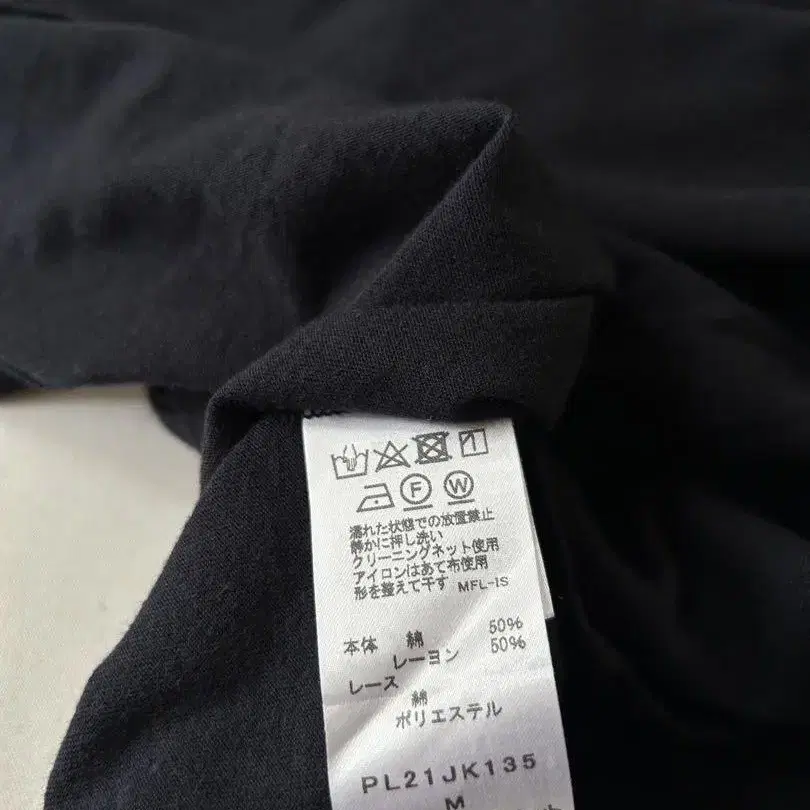 F W
濡れた状態での放置禁止
静かに押し洗い
クリーニングネット使用
アイロンはあて布使用
形を整えて干す MFL-IS
本体 綿 50%
レーヨン 50%
レース
綿
ポリエステル
PL21JK135
M